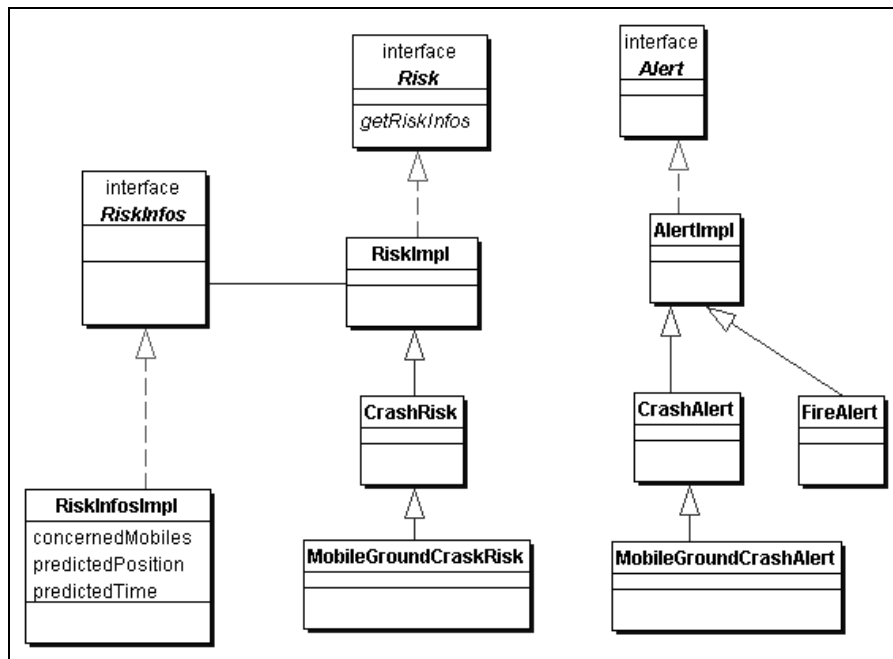 interface
Risk
getRiskInfos
interface
Alert
interface
RiskInfos
RiskImpl
AlertImpl
CrashRisk
CrashAlert
FireAlert
RiskInfosImpl
concernedMobiles
predictedPosition
predictedTime
MobileGroundCraskRisk
MobileGroundCrashAlert